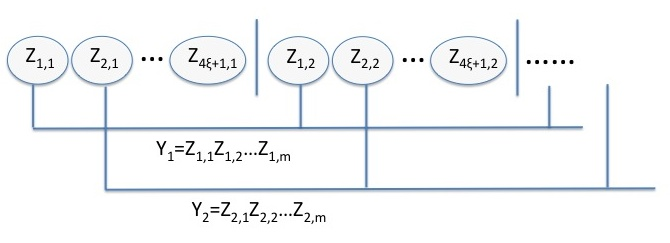 Z1,1 Z2,1 ... Z4ξ+1,1 Z1,2 Z2,2 ... Z4ξ+1,2 ......
Y1=Z1,1Z1,2...Z1,m
Y2=Z2,1Z2,2...Z2,m